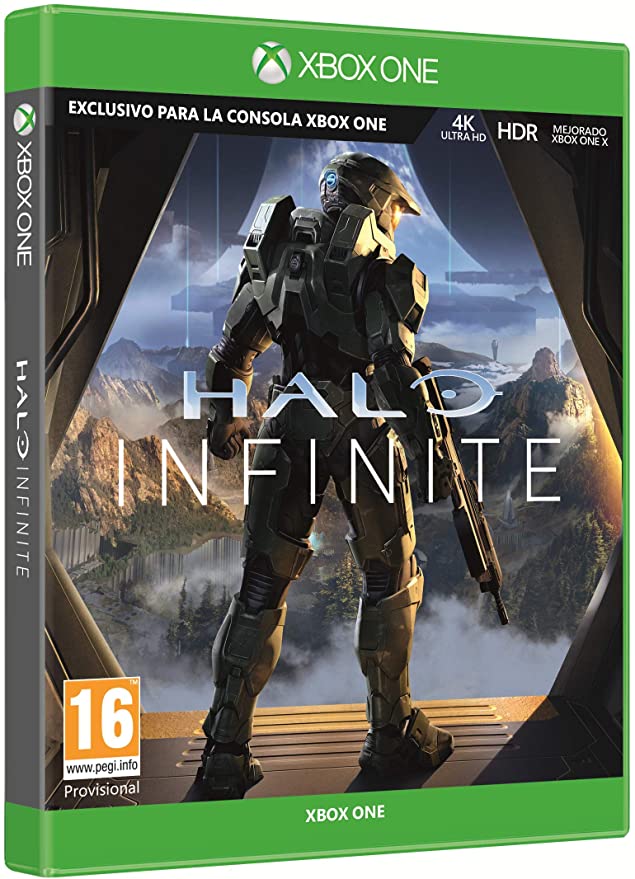 XBOX ONE
EXCLUSIVO PARA LA CONSOLA XBOX ONE
4K
ULTRA HD
HDR
MEJORADO
XBOX ONE X
XBOX ONE
HALO INFINITE
HALO
INFINITE
16
www.pegi.info
Provisional
XBOX ONE